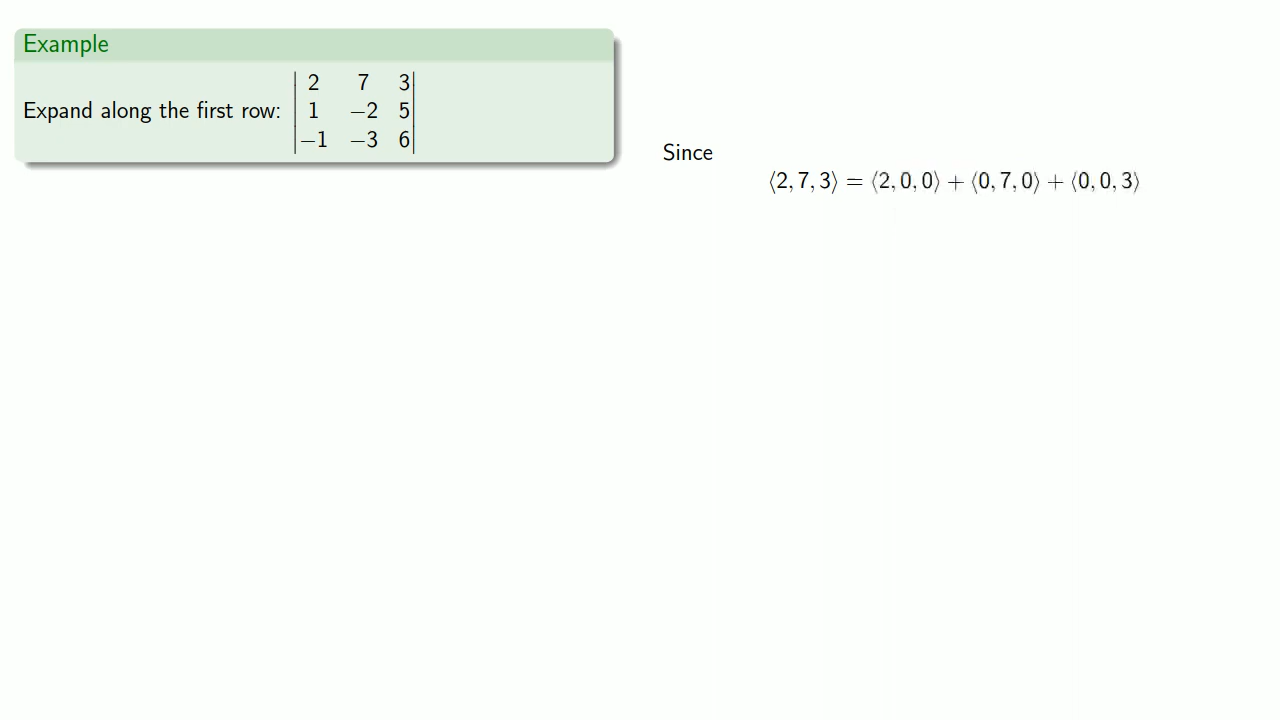 Example
Expand along the first row:
| 2 7 3 |
| 1 −2 5 |
| −1 −3 6 |
Since
⟨2, 7, 3⟩ = ⟨2, 0, 0⟩ + ⟨0, 7, 0⟩ + ⟨0, 0, 3⟩